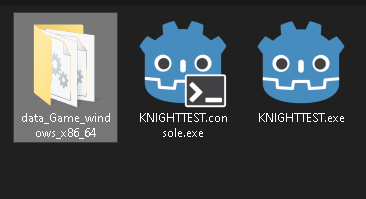 data_Game_wind
ows_x86_64
KNIGHTTEST.con
sole.exe
KNIGHTTEST.exe